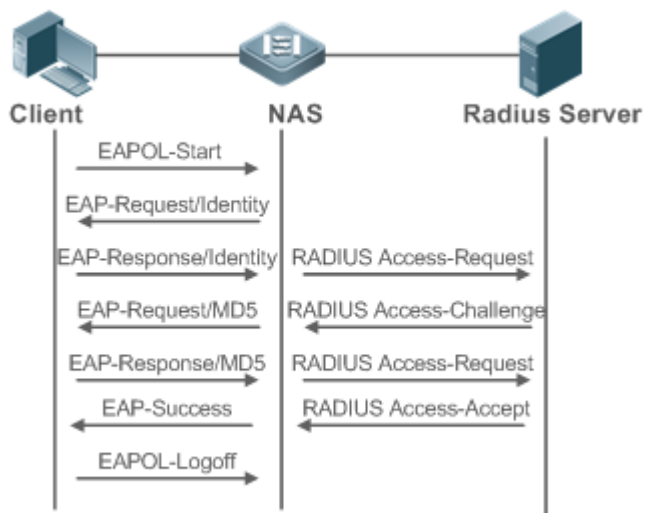 Client NAS Radius Server
EAPOL-Start
EAP-Request/Identity
EAP-Response/Identity RADIUS Access-Request
EAP-Request/MD5 RADIUS Access-Challenge
EAP-Response/MD5 RADIUS Access-Request
EAP-Success RADIUS Access-Accept
EAPOL-Logoff